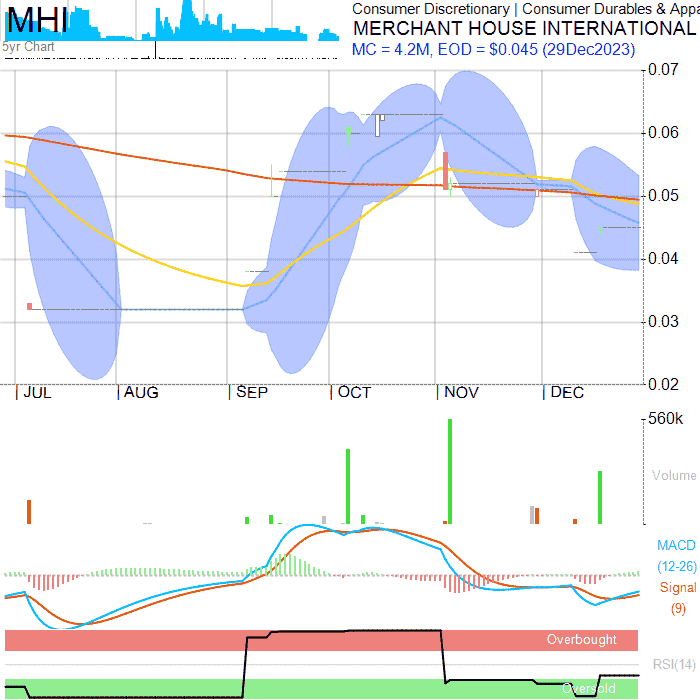 MHI
5yr Chart
Consumer Discretionary | Consumer Durables & Appa
MERCHANT HOUSE INTERNATIONAL
MC = 4.2M, EOD = $0.045 (29Dec2023)
0.07
0.06
0.05
0.04
0.03
0.02
JUL AUG SEP OCT NOV DEC
560k
Volume
MACD
(12-26)
Signal
(9)
Overbought
RSI(14)
Oversold